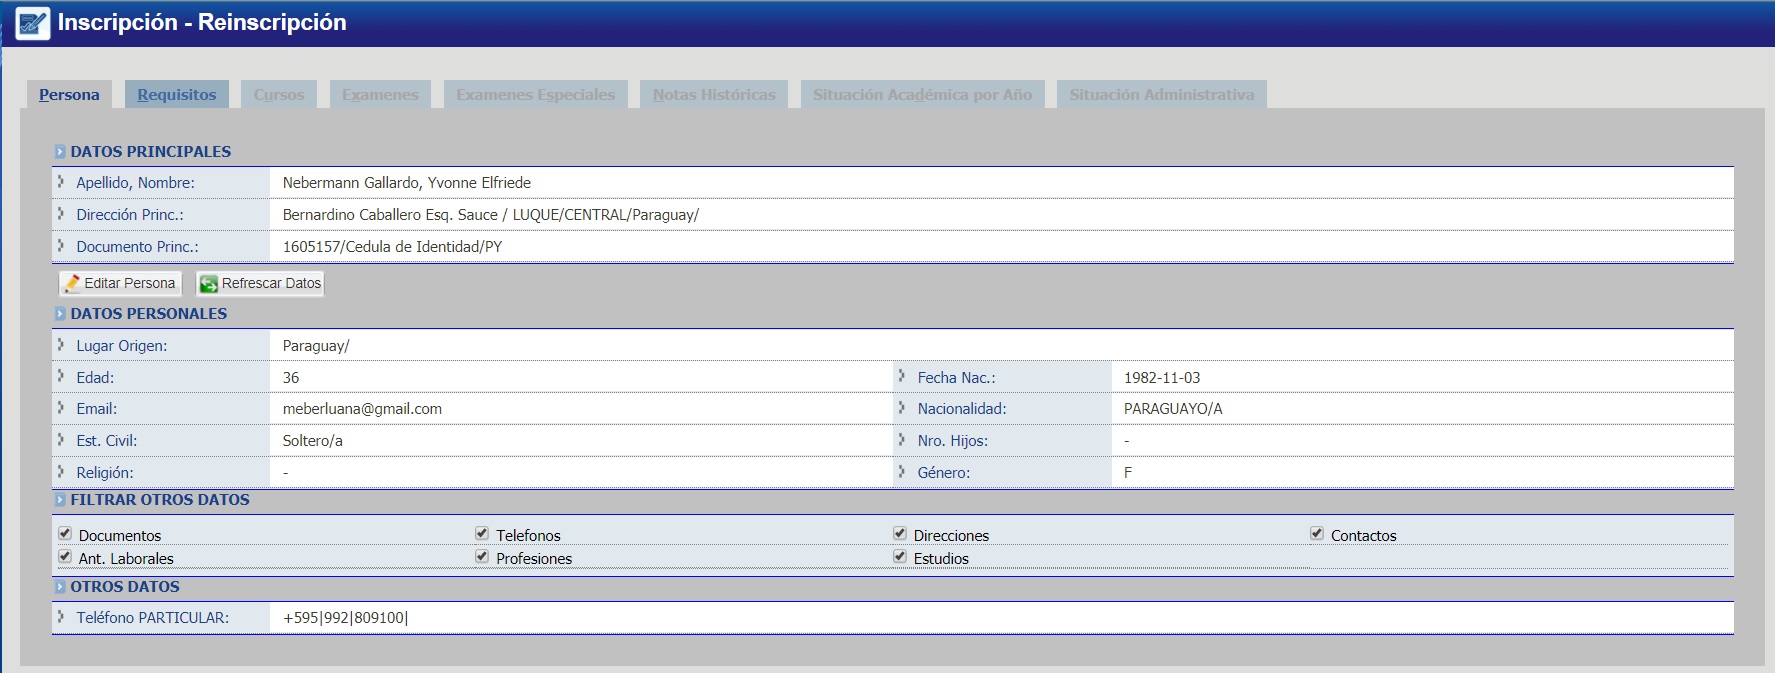 Inscripción - Reinscripción
Persona Requisitos Cursos Examenes Examenes Especiales Notas Históricas Situación Académica por Año Situación Administrativa
DATOS PRINCIPALES
Apellido, Nombre: Nebermann Gallardo, Yvonne Elfriede
Dirección Princ.: Bernardino Caballero Esq. Sauce / LUQUE/CENTRAL/Paraguay/
Documento Princ.: 1605157/Cedula de Identidad/PY
Editar Persona Refrescar Datos
DATOS PERSONALES
Lugar Origen: Paraguay/
Edad: 36 Fecha Nac.: 1982-11-03
Email: meberluana@gmail.com Nacionalidad: PARAGUAYO/A
Est. Civil: Soltero/a Nro. Hijos: -
Religión: - Género: F
FILTRAR OTROS DATOS
Documentos Telefonos Direcciones Contactos
Ant. Laborales Profesiones Estudios
OTROS DATOS
Teléfono PARTICULAR: +595|992|809100|